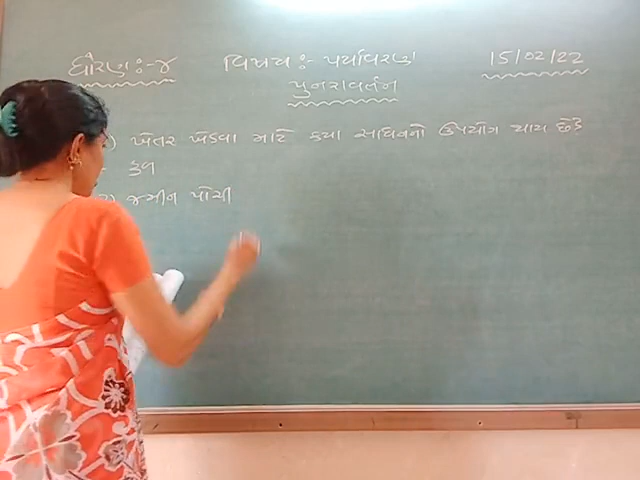 ધોરણ :- ૪ વિષય :- પર્યાવરણ 15/02/22
પુનરાવર્તન
) ખેતર ખેડવા માટે કયા સાધનનો ઉપયોગ થાય છે?
- હળ
) જમીન પોચી